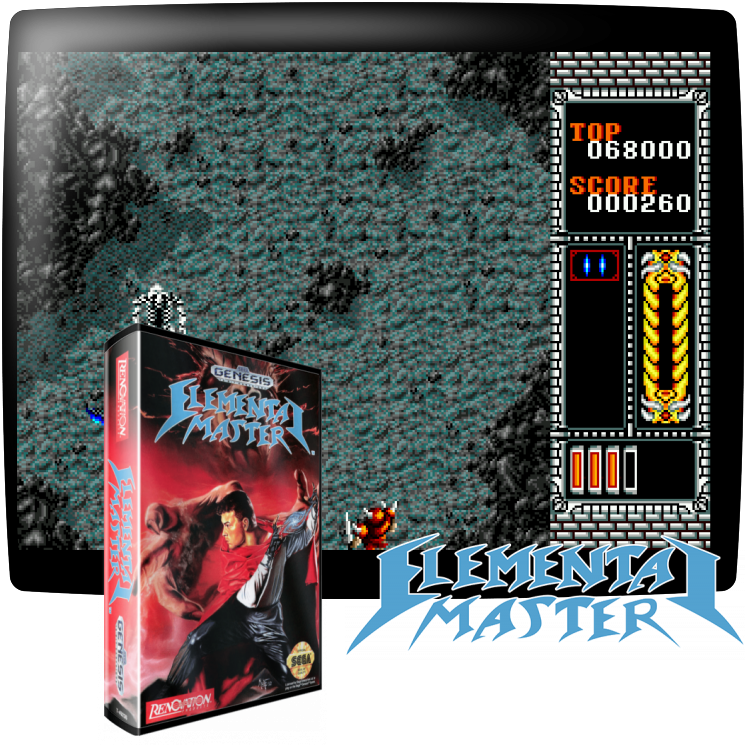 TOP
068000
SCORE
000260
GENESIS
ELEMENTAL
MASTER
RENOVATION
ELEMENTAL
MASTER
GENESIS
SEGA
RENOVATION
ELEMENTAL
MASTER